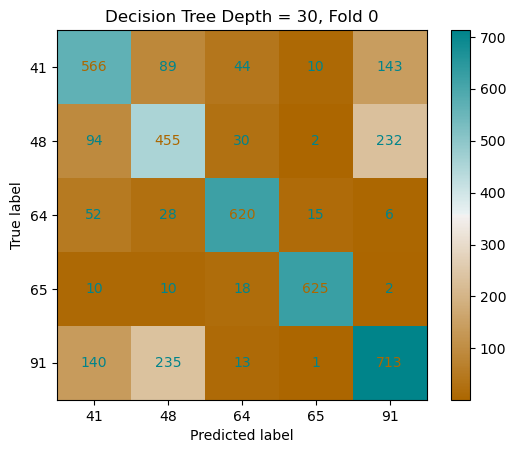 Decision Tree Depth = 30, Fold 0
True label
41 566 89 44 10 143
48 94 455 30 2 232
64 52 28 620 15 6
65 10 10 18 625 2
91 140 235 13 1 713
41 48 64 65 91
Predicted label
700
600
500
400
300
200
100